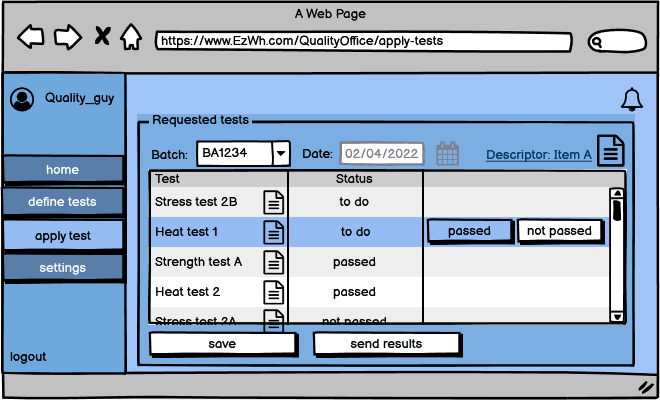 A Web Page
https://www.EzWh.com/QualityOffice/apply-tests
Quality_guy
home
define tests
apply test
settings
logout
Requested tests
Batch: BA1234 Date: 02/04/2022 Descriptor: Item A
Test Status
Stress test 2B to do
Heat test 1 to do passed not passed
Strength test A passed
Heat test 2 passed
Stress test 2A not passed
save send results